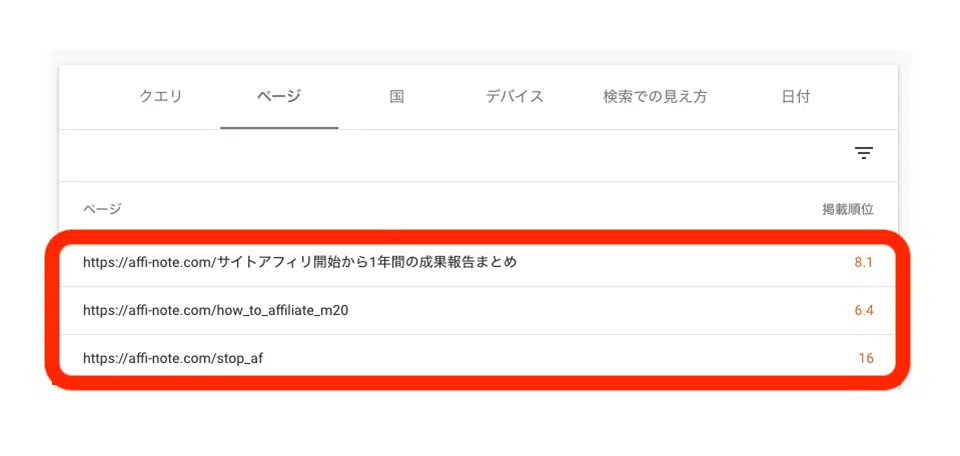 クエリ ページ 国 デバイス 検索での見え方 日付
ページ 掲載順位
https://affi-note.com/サイトアフィリ開始から1年間の成果報告まとめ 8.1
https://affi-note.com/how_to_affiliate_m20 6.4
https://affi-note.com/stop_af 16